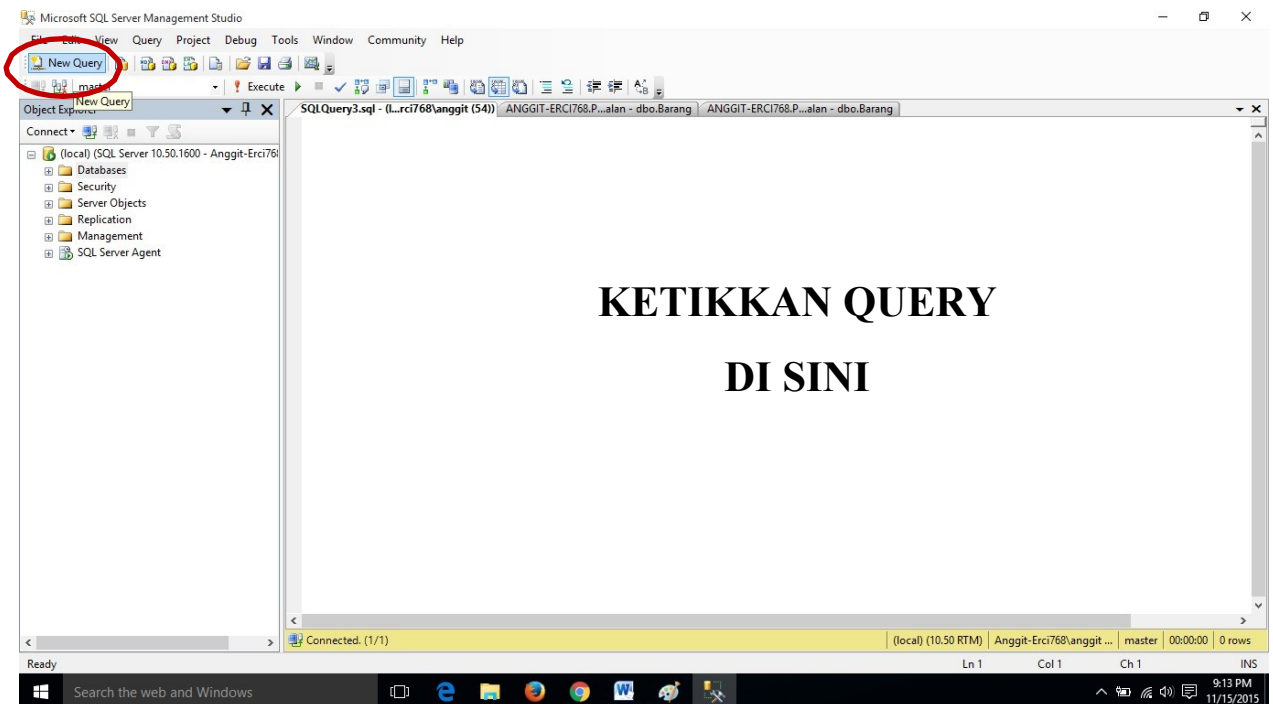 Microsoft SQL Server Management Studio
File Edit View Query Project Debug Tools Window Community Help
New Query
master Execute
New Query
Object Explorer
SQLQuery3.sql - (l...rci768\anggit (54)) ANGGIT-ERCI768.P...alan - dbo.Barang ANGGIT-ERCI768.P...alan - dbo.Barang
Connect
(local) (SQL Server 10.50.1600 - Anggit-Erci768
Databases
Security
Server Objects
Replication
Management
SQL Server Agent
KETIKKAN QUERY
DI SINI
Connected. (1/1) (local) (10.50 RTM) Anggit-Erci768\anggit ... master 00:00:00 0 rows
Ready Ln 1 Col 1 Ch 1 INS
Search the web and Windows
9:13 PM
11/15/2015